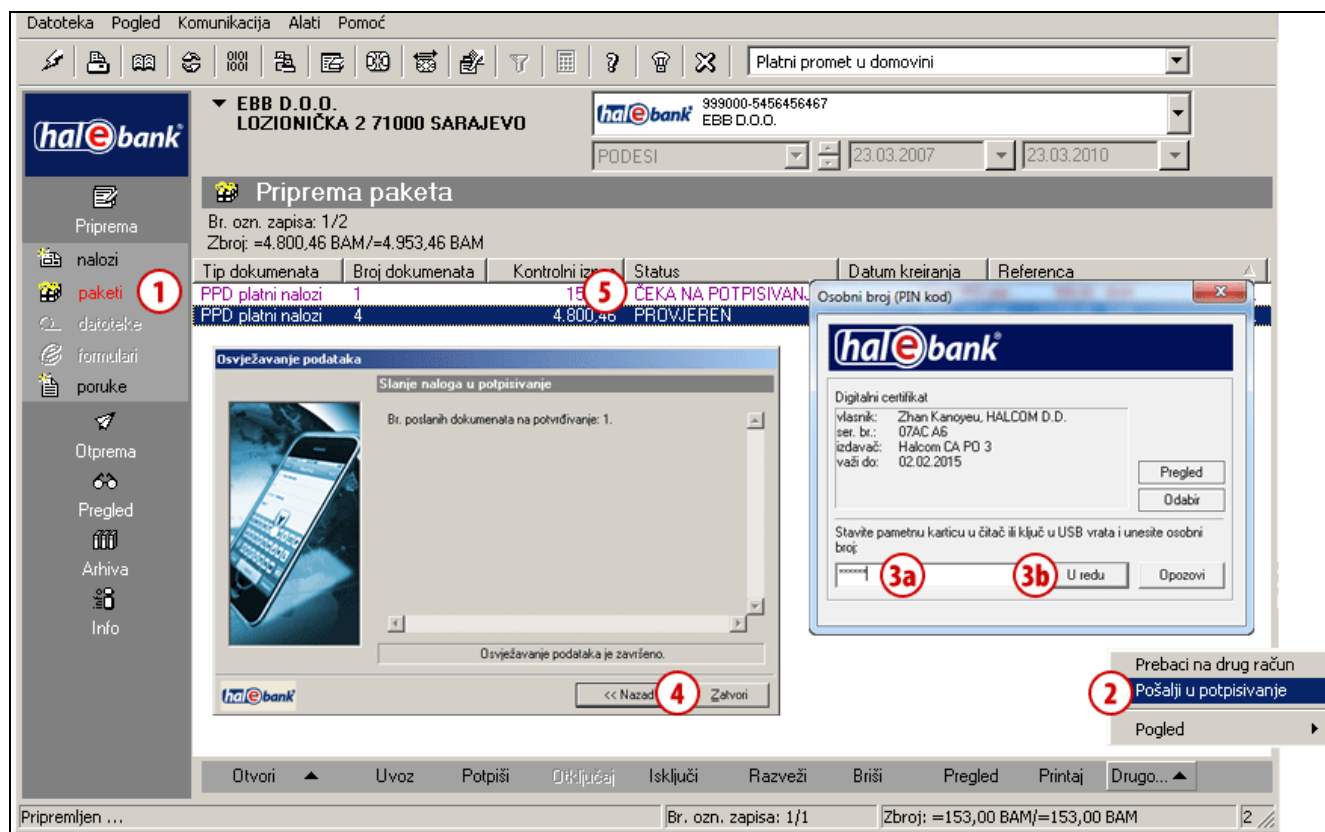 Datoteka Pogled Komunikacija Alati Pomoć
Platni promet u domovini
hal e bank
EBB D.O.O.
LOZIONIČKA 2 71000 SARAJEVO
hal e bank
999000-5456456467
EBB D.O.O.
PODESI 23.03.2007 23.03.2010
Priprema
nalozi
paketi 1
datoteke
formulari
poruke
Otprema
Pregled
Arhiva
Info
Priprema paketa
Br. ozn. zapisa: 1/2
Zbroj: =4.800,46 BAM/=4.953,46 BAM
Tip dokumenata Broj dokumenata Kontrolni Status Datum kreiranja Referenca
PPD platni nalozi 1 5 ČEKA NA POTPISIVANJ
PPD platni nalozi 4 4.800,46 PROVJEREN
Osvježavanje podataka
Slanje naloga u potpisivanje
Br. poslanih dokumenata na potvrđivanje: 1.
Osvježavanje podataka je završeno.
hal e bank
<< Nazad 4 Zatvori
Osobni broj (PIN kod)
hal e bank
Digitalni certifikat
vlasnik: Zhan Kanoyeu, HALCOM D.D.
ser. br.: 07AC A6
izdavač: Halcom CA PO 3
važi do: 02.02.2015
Pregled
Odabir
Stavite pametnu karticu u čitač ili ključ u USB vrata i unesite osobni
broj:
****** 3a 3b U redu Opozovi
Prebaci na drug račun
2 Pošalji u potpisivanje
Pogled
Otvori Uvoz Potpiši Otključaj Isključi Razveži Briši Pregled Printaj Drugo...
Pripremljen ... Br. ozn. zapisa: 1/1 Zbroj: =153,00 BAM/=153,00 BAM 2